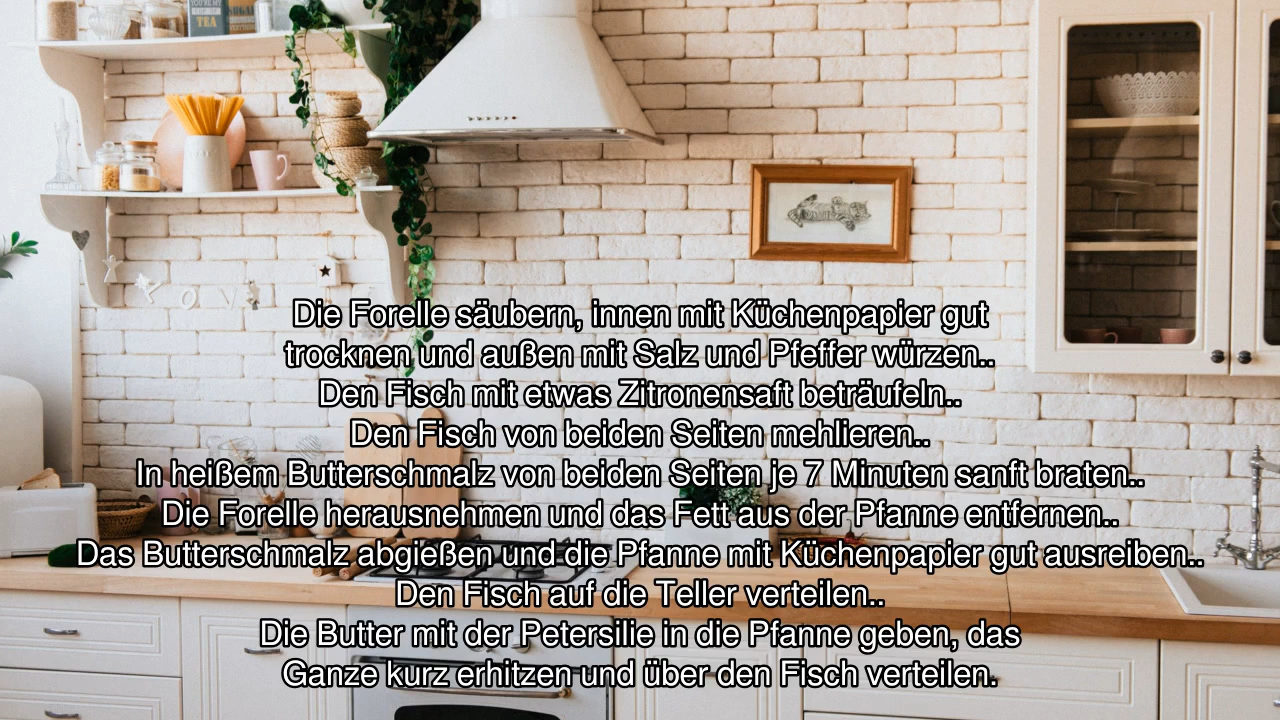 TEA
Die Forelle säubern, innen mit Küchenpapier gut
trocknen und außen mit Salz und Pfeffer würzen..
Den Fisch mit etwas Zitronensaft beträufeln..
Den Fisch von beiden Seiten mehlieren..
In heißem Butterschmalz von beiden Seiten je 7 Minuten sanft braten..
Die Forelle herausnehmen und das Fett aus der Pfanne entfernen..
Das Butterschmalz abgießen und die Pfanne mit Küchenpapier gut ausreiben..
Den Fisch auf die Teller verteilen..
Die Butter mit der Petersilie in die Pfanne geben, das
Ganze kurz erhitzen und über den Fisch verteilen.